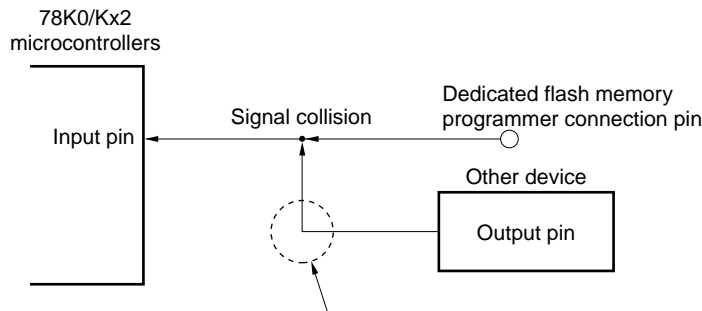 78K0/Kx2
microcontrollers
Dedicated flash memory
programmer connection pin
Signal collision
Input pin
Other device
Output pin